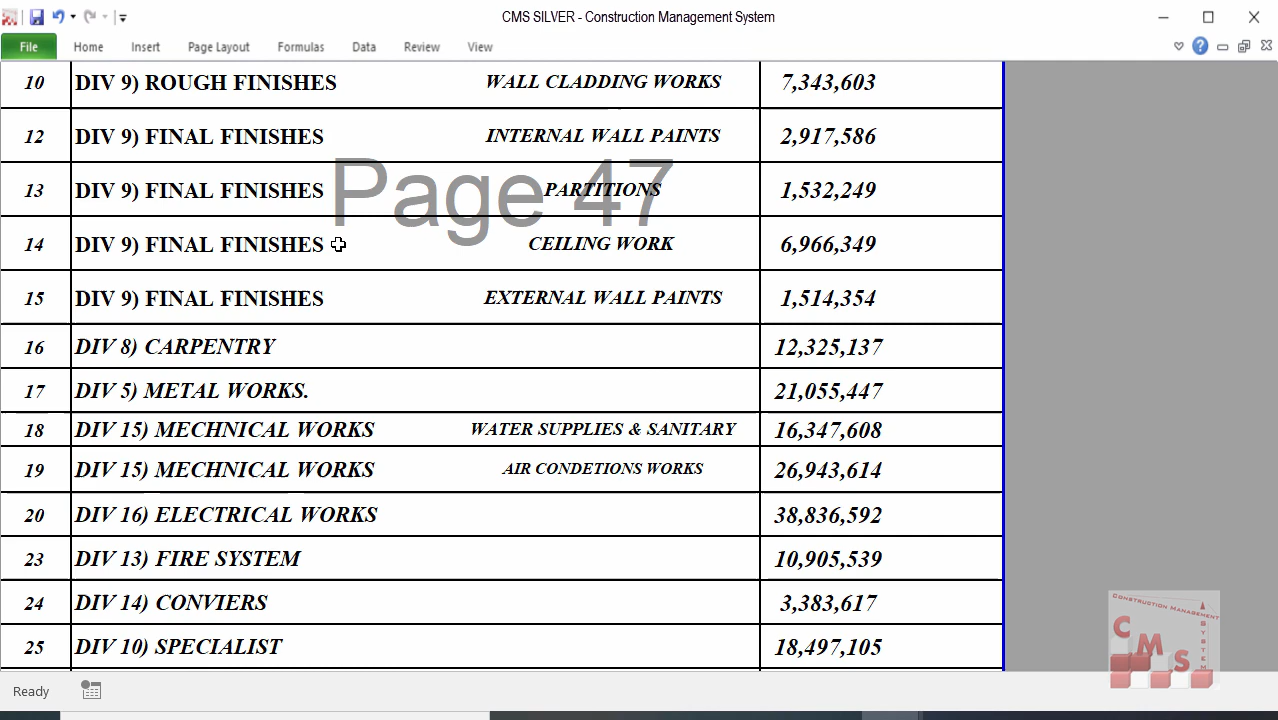 CMS SILVER - Construction Management System
File Home Insert Page Layout Formulas Data Review View
10 DIV 9) ROUGH FINISHES WALL CLADDING WORKS 7,343,603
12 DIV 9) FINAL FINISHES INTERNAL WALL PAINTS 2,917,586
Page 47
13 DIV 9) FINAL FINISHES PARTITIONS 1,532,249
14 DIV 9) FINAL FINISHES CEILING WORK 6,966,349
15 DIV 9) FINAL FINISHES EXTERNAL WALL PAINTS 1,514,354
16 DIV 8) CARPENTRY 12,325,137
17 DIV 5) METAL WORKS. 21,055,447
18 DIV 15) MECHNICAL WORKS WATER SUPPLIES & SANITARY 16,347,608
19 DIV 15) MECHNICAL WORKS AIR CONDETIONS WORKS 26,943,614
20 DIV 16) ELECTRICAL WORKS 38,836,592
23 DIV 13) FIRE SYSTEM 10,905,539
24 DIV 14) CONVIERS 3,383,617
25 DIV 10) SPECIALIST 18,497,105
CONSTRUCTION MANAGEMENT
SYSTEM
CMS
Ready